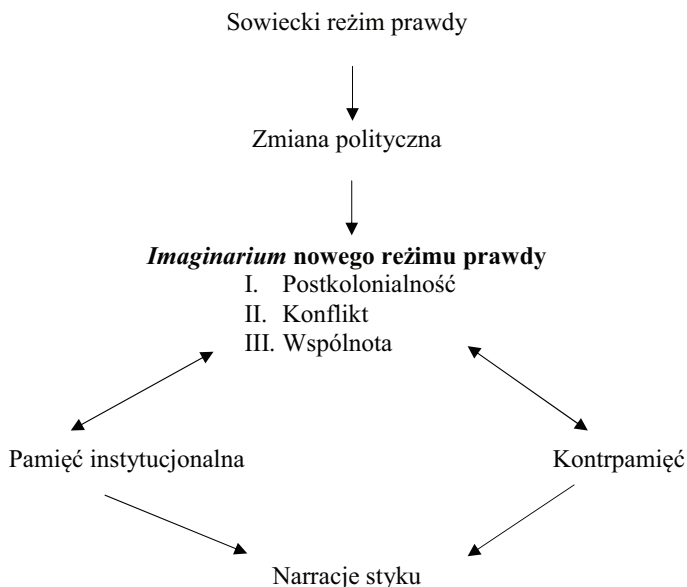 Sowiecki reżim prawdy
Zmiana polityczna
Imaginarium nowego reżimu prawdy
I. Postkolonialność
II. Konflikt
III. Wspólnota
Pamięć instytucjonalna
Kontrpamięć
Narracje styku